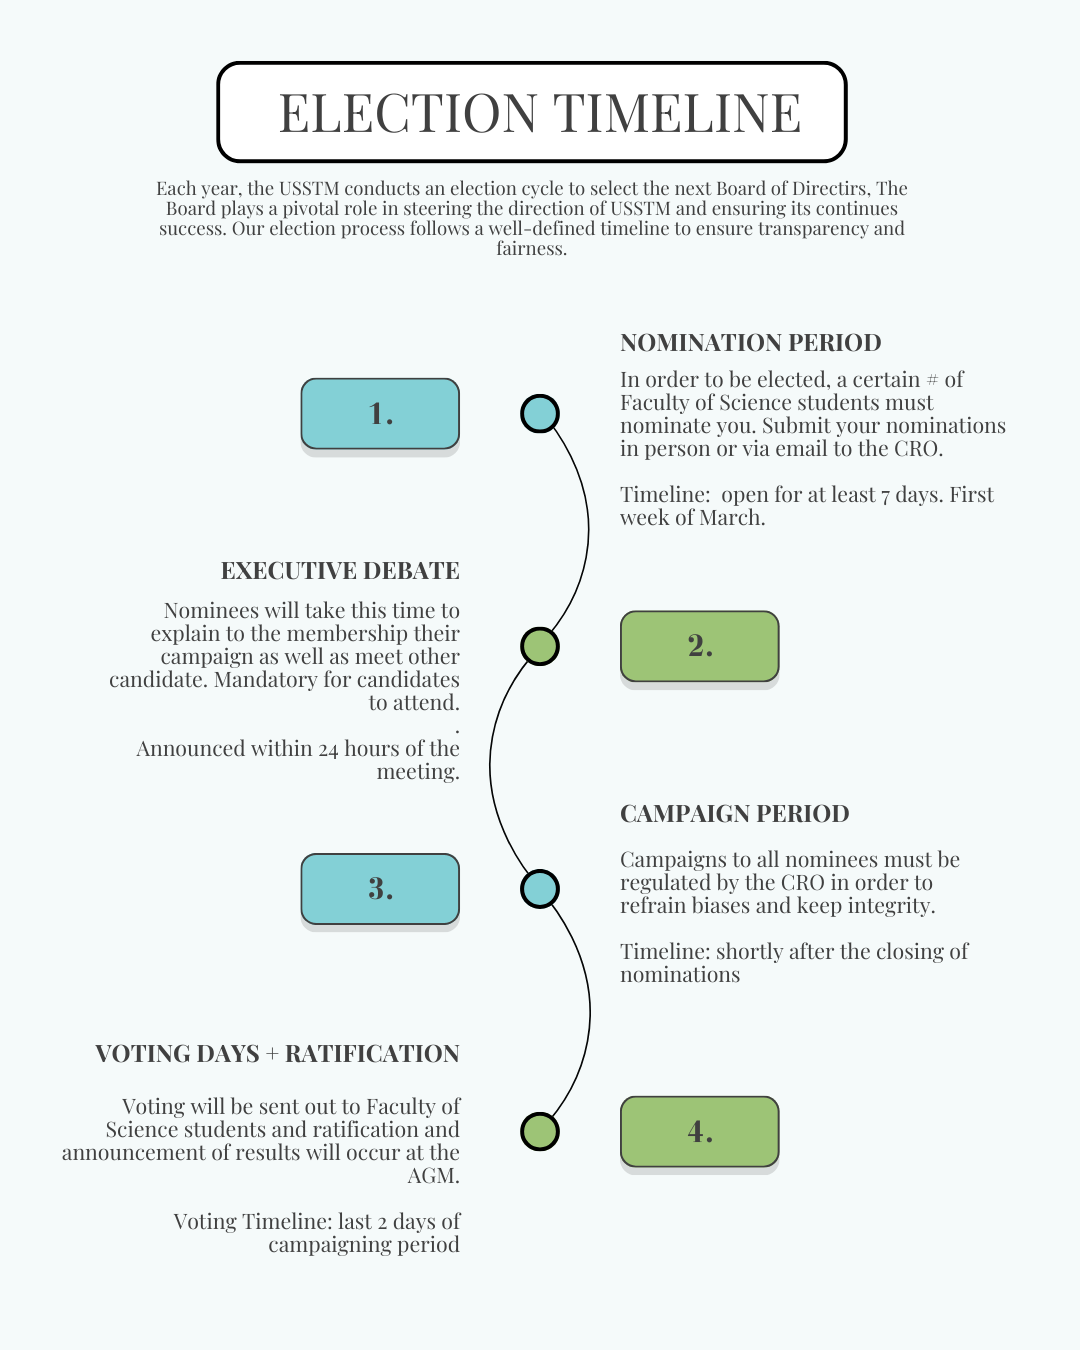 ELECTION TIMELINE
Each year, the USSTM conducts an election cycle to select the next Board of Directirs, The
Board plays a pivotal role in steering the direction of USSTM and ensuring its continues
success. Our election process follows a well-defined timeline to ensure transparency and
fairness.
1.
NOMINATION PERIOD
In order to be elected, a certain # of
Faculty of Science students must
nominate you. Submit your nominations
in person or via email to the CRO.
Timeline:  open for at least 7 days. First
week of March.
2.
EXECUTIVE DEBATE
Nominees will take this time to
explain to the membership their
campaign as well as meet other
candidate. Mandatory for candidates
to attend.
.
Announced within 24 hours of the
meeting.
3.
CAMPAIGN PERIOD
Campaigns to all nominees must be
regulated by the CRO in order to
refrain biases and keep integrity.
Timeline: shortly after the closing of
nominations
4.
VOTING DAYS + RATIFICATION
Voting will be sent out to Faculty of
Science students and ratification and
announcement of results will occur at the
AGM.
Voting Timeline: last 2 days of
campaigning period